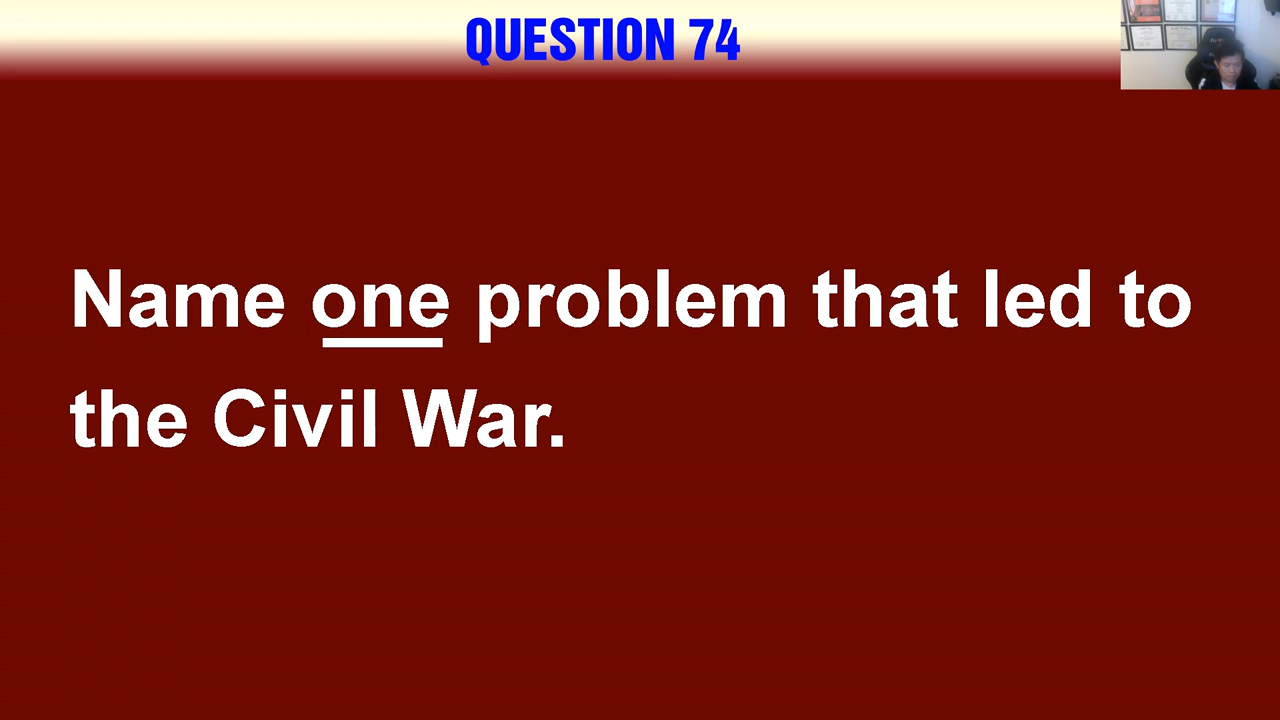 QUESTION 74
Name one problem that led to
the Civil War.